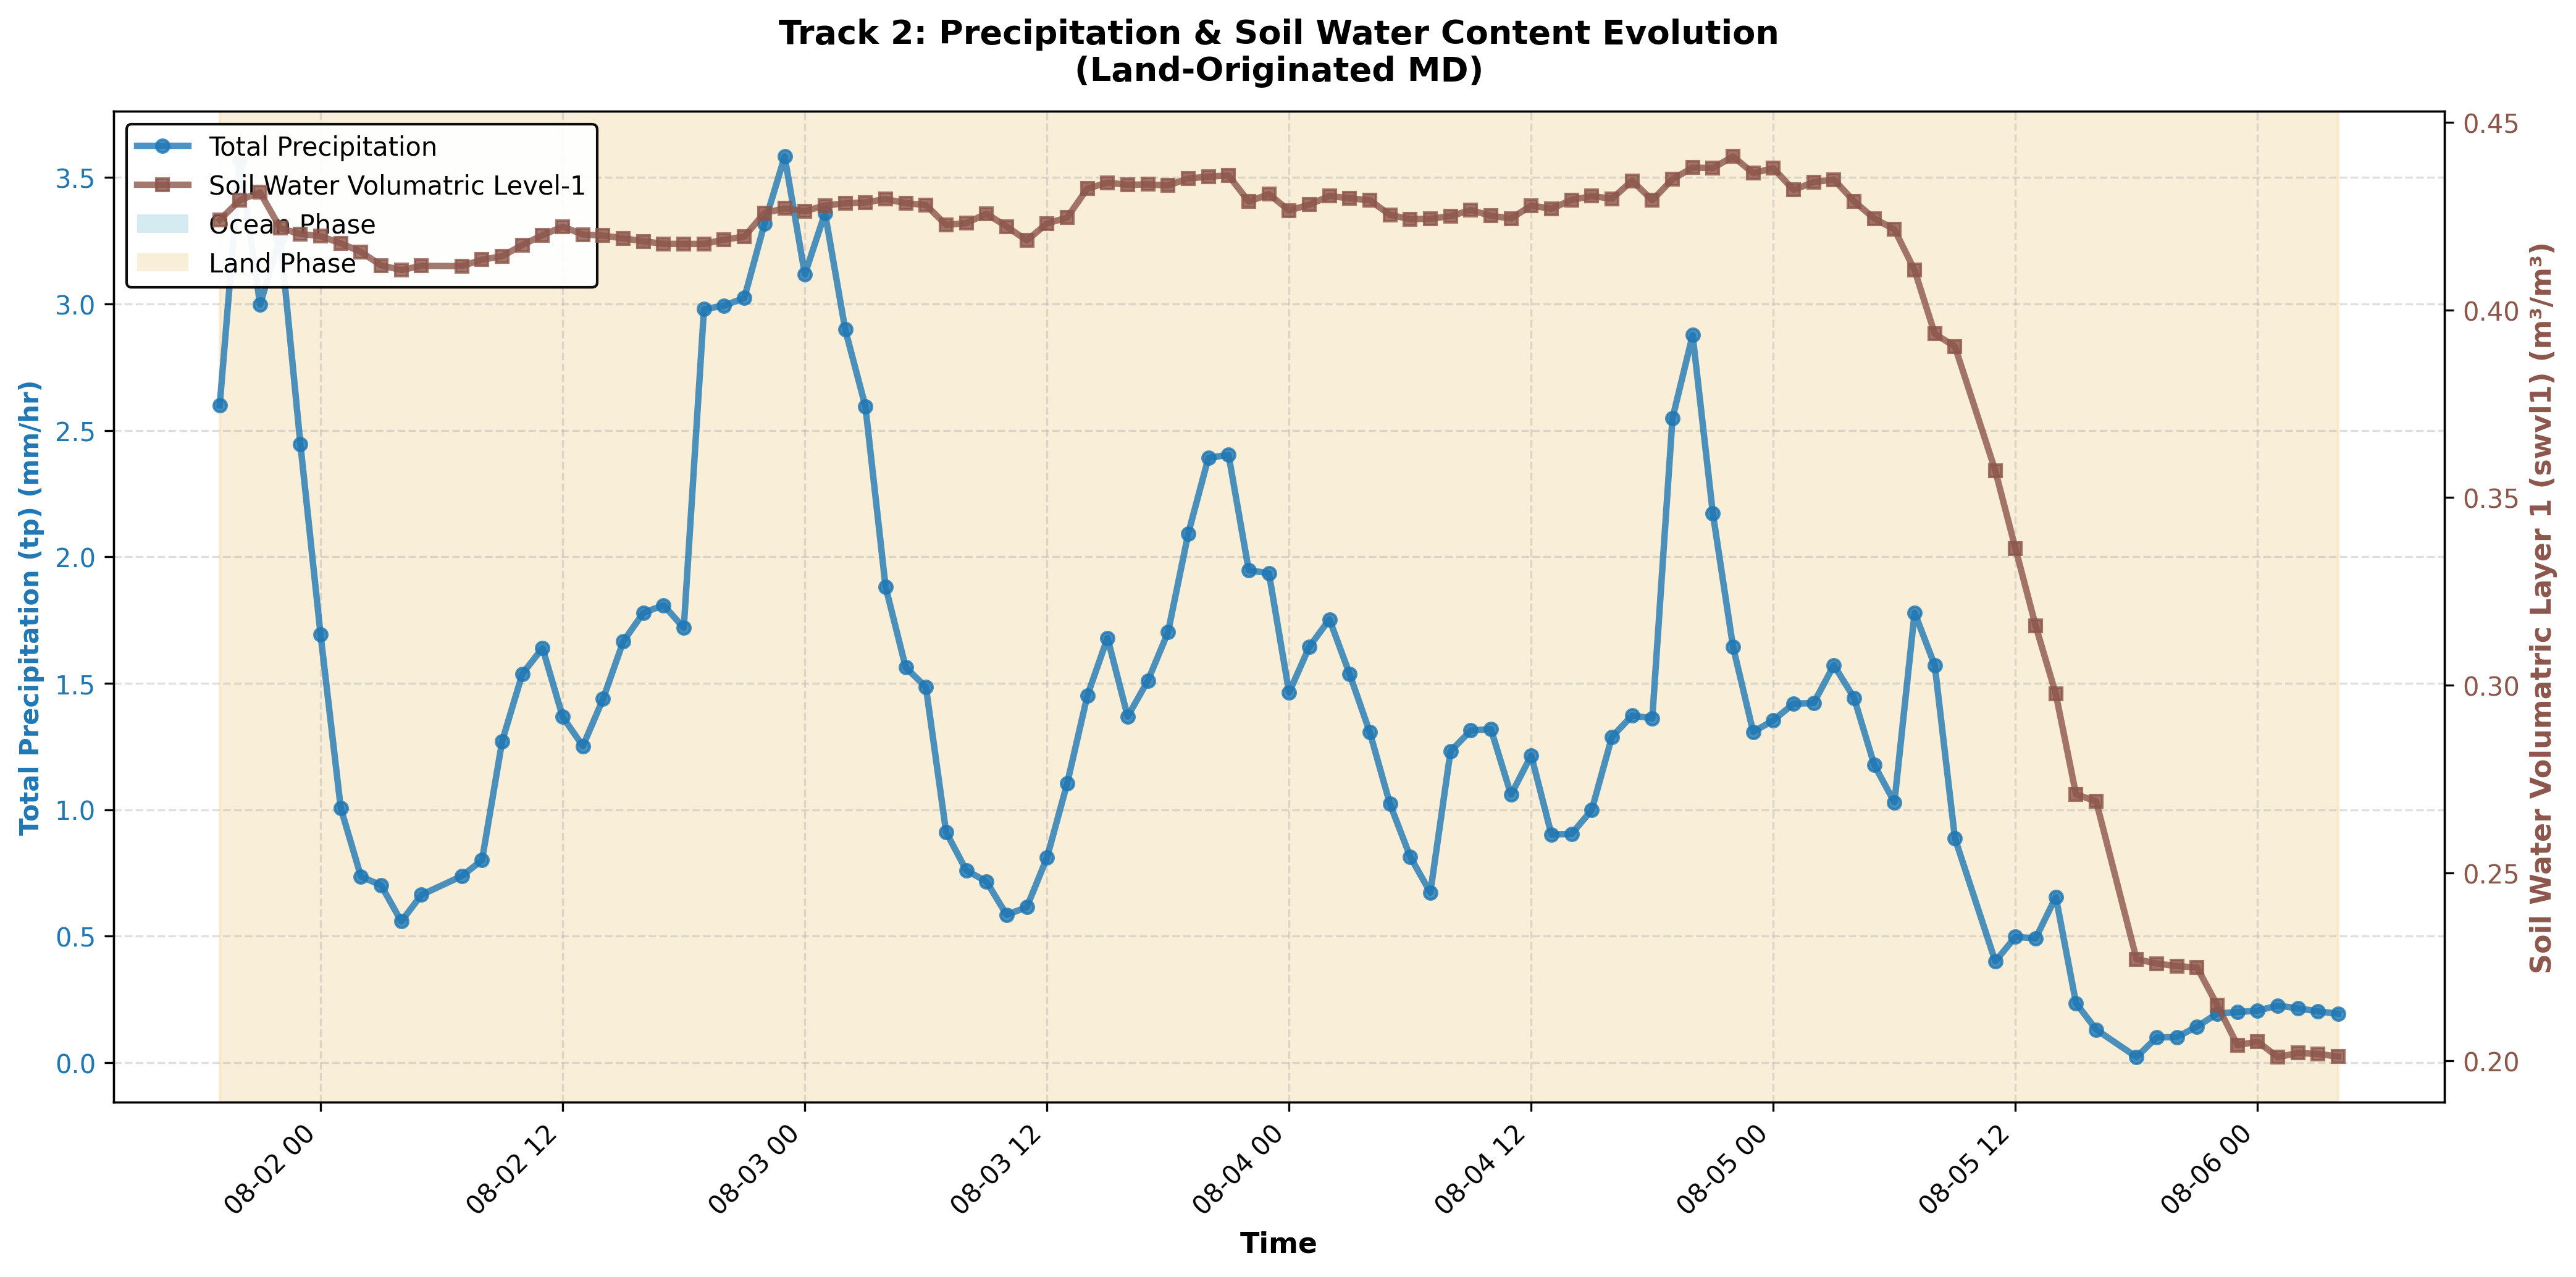 Track 2: Precipitation & Soil Water Content Evolution
(Land-Originated MD)
Total Precipitation
Soil Water Volumatric Level-1
Ocean Phase
Land Phase
Total Precipitation (tp) (mm/hr)
3.5
3.0
2.5
2.0
1.5
1.0
0.5
0.0
0.45
0.40
0.35
0.30
0.25
0.20
Soil Water Volumatric Layer 1 (swvl1) (m³/m³)
08-02 00
08-02 12
08-03 00
08-03 12
08-04 00
08-04 12
08-05 00
08-05 12
08-06 00
Time